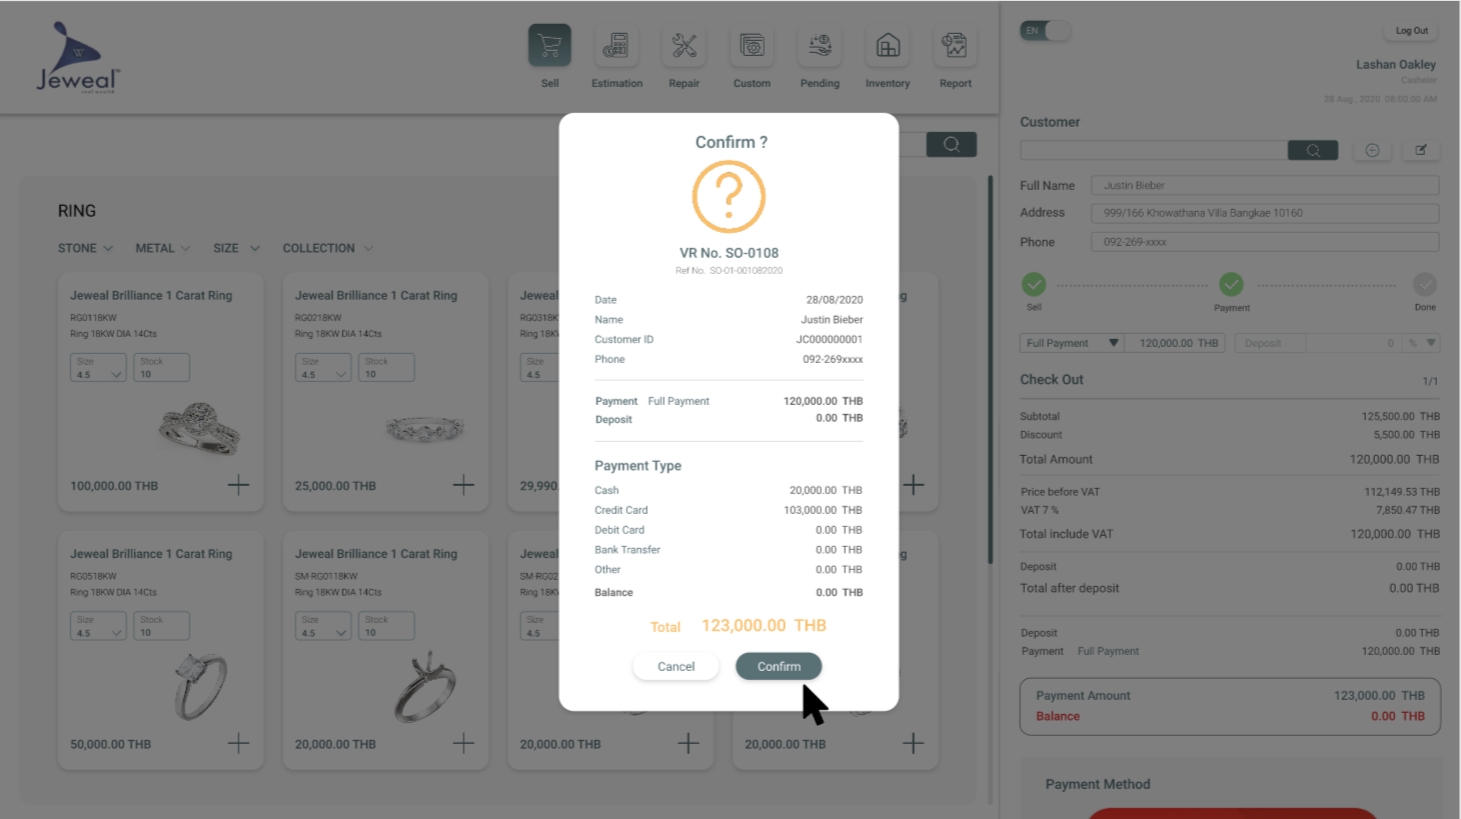 W
Jeweal
Sell
Estimation
Repair
Custom
Pending
Inventory
Report
EN
Log Out
Lashan Oakley
Casheier
28 Aug., 2020 08:00:00 AM
RING
STONE METAL SIZE COLLECTION
Jeweal Brilliance 1 Carat Ring
RG0118KW
Ring 18KW DIA 14Cts
Size
4.5
Stock
10
100,000.00 THB
Jeweal Brilliance 1 Carat Ring
RG0218KW
Ring 18KW DIA 14Cts
Size
4.5
Stock
10
25,000.00 THB
Jeweal
RG0318K
Ring 18K
Size
4.5
29,990.
g
Jeweal Brilliance 1 Carat Ring
RG0518KW
Ring 18KW DIA 14Cts
Size
4.5
Stock
10
50,000.00 THB
Jeweal Brilliance 1 Carat Ring
SM-RG0118KW
Ring 18KW DIA 14Cts
Size
4.5
Stock
10
20,000.00 THB
Jeweal
SM-RG02
Ring 18K
Size
4.5
20,000.00 THB
g
20,000.00 THB
Confirm ?
?
VR No. SO-0108
Ref No. SO-01-001082020
Date 28/08/2020
Name Justin Bieber
Customer ID JC000000001
Phone 092-269xxxx
Payment Full Payment 120,000.00 THB
Deposit 0.00 THB
Payment Type
Cash 20,000.00 THB
Credit Card 103,000.00 THB
Debit Card 0.00 THB
Bank Transfer 0.00 THB
Other 0.00 THB
Balance 0.00 THB
Total 123,000.00 THB
Cancel Confirm
Customer
Full Name Justin Bieber
Address 999/166 Khowathana Villa Bangkae 10160
Phone 092-269-xxxx
Sell Payment Done
Full Payment 120,000.00 THB Deposit 0 %
Check Out 1/1
Subtotal 125,500.00 THB
Discount 5,500.00 THB
Total Amount 120,000.00 THB
Price before VAT 112,149.53 THB
VAT 7 % 7,850.47 THB
Total include VAT 120,000.00 THB
Deposit 0.00 THB
Total after deposit 0.00 THB
Deposit 0.00 THB
Payment Full Payment 120,000.00 THB
Payment Amount 123,000.00 THB
Balance 0.00 THB
Payment Method